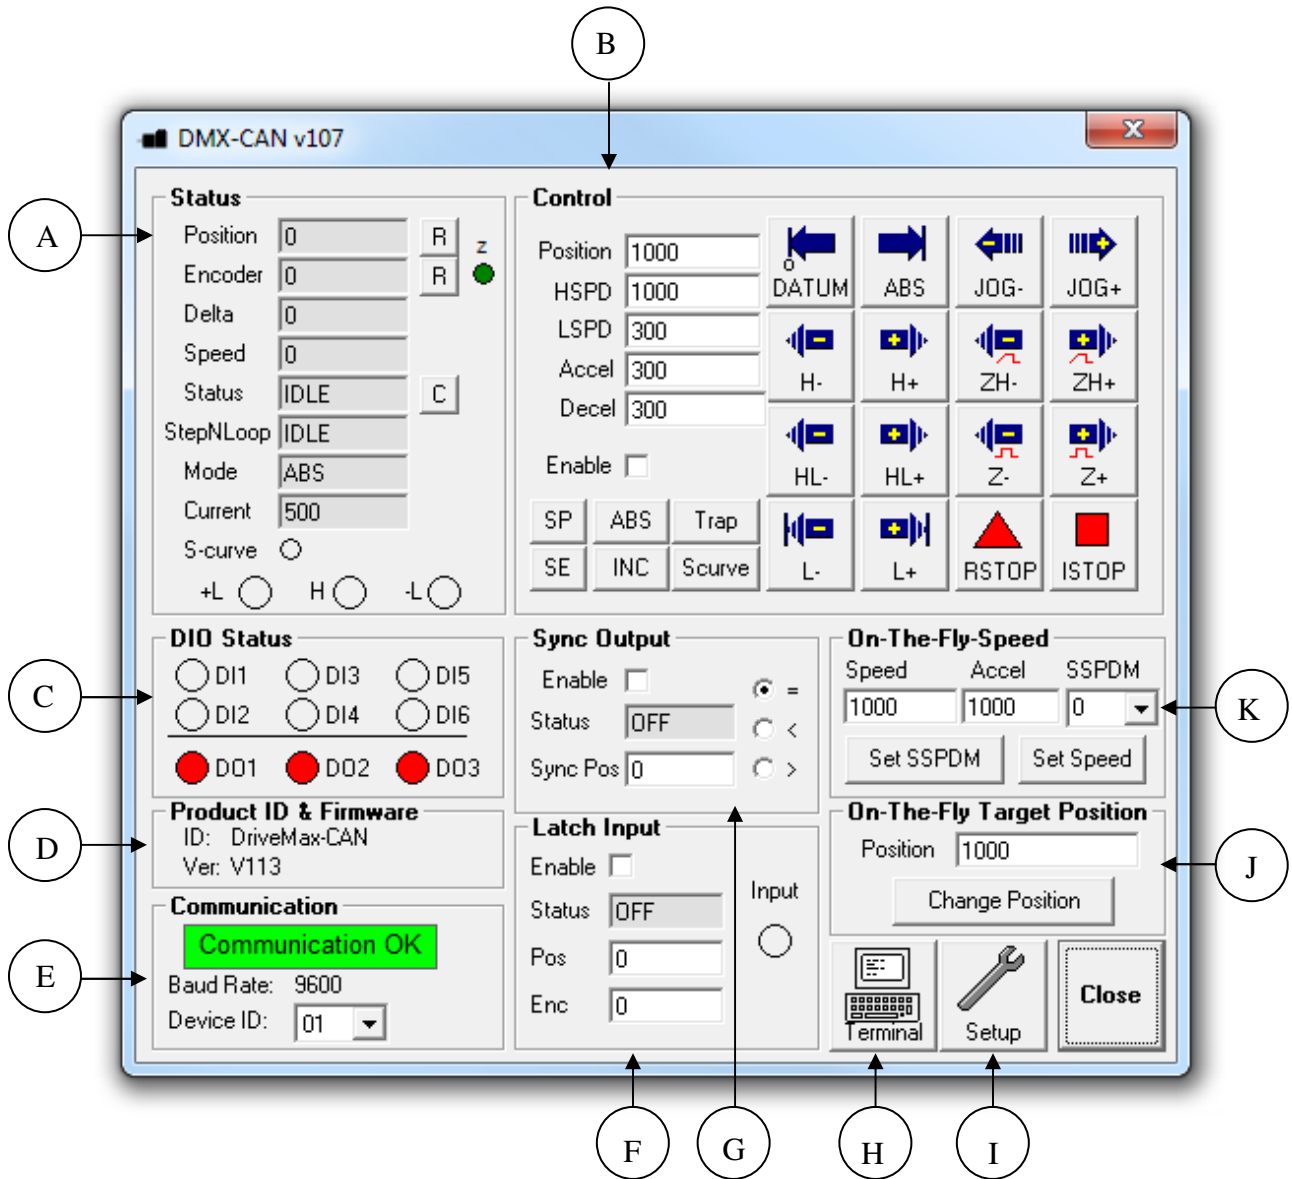 B
DMX-CAN v107
x
A
Status
Position 0 R
Z
Encoder 0 R
Delta 0
Speed 0
Status IDLE C
StepNLoop IDLE
Mode ABS
Current 500
S-curve
+L H -L
Control
Position 1000
HSPD 1000
LSPD 300
Accel 300
Decel 300
Enable
SP ABS Trap
SE INC Scurve
0
DATUM ABS JOG- JOG+
H- H+ ZH- ZH+
HL- HL+ Z- Z+
L- L+ RSTOP ISTOP
C
DIO Status
DI1 DI3 DI5
DI2 DI4 DI6
DO1 DO2 DO3
Sync Output
Enable
Status OFF
Sync Pos 0
=
<
>
On-The-Fly-Speed
Speed Accel SSPDM
1000 1000 0
Set SSPDM Set Speed
K
D
Product ID & Firmware
ID: DriveMax-CAN
Ver: V113
Latch Input
Enable
Status OFF
Pos 0
Enc 0
Input
On-The-Fly Target Position
Position 1000
Change Position
J
E
Communication
Communication OK
Baud Rate: 9600
Device ID: 01
Terminal
Setup
Close
F
G
H
I